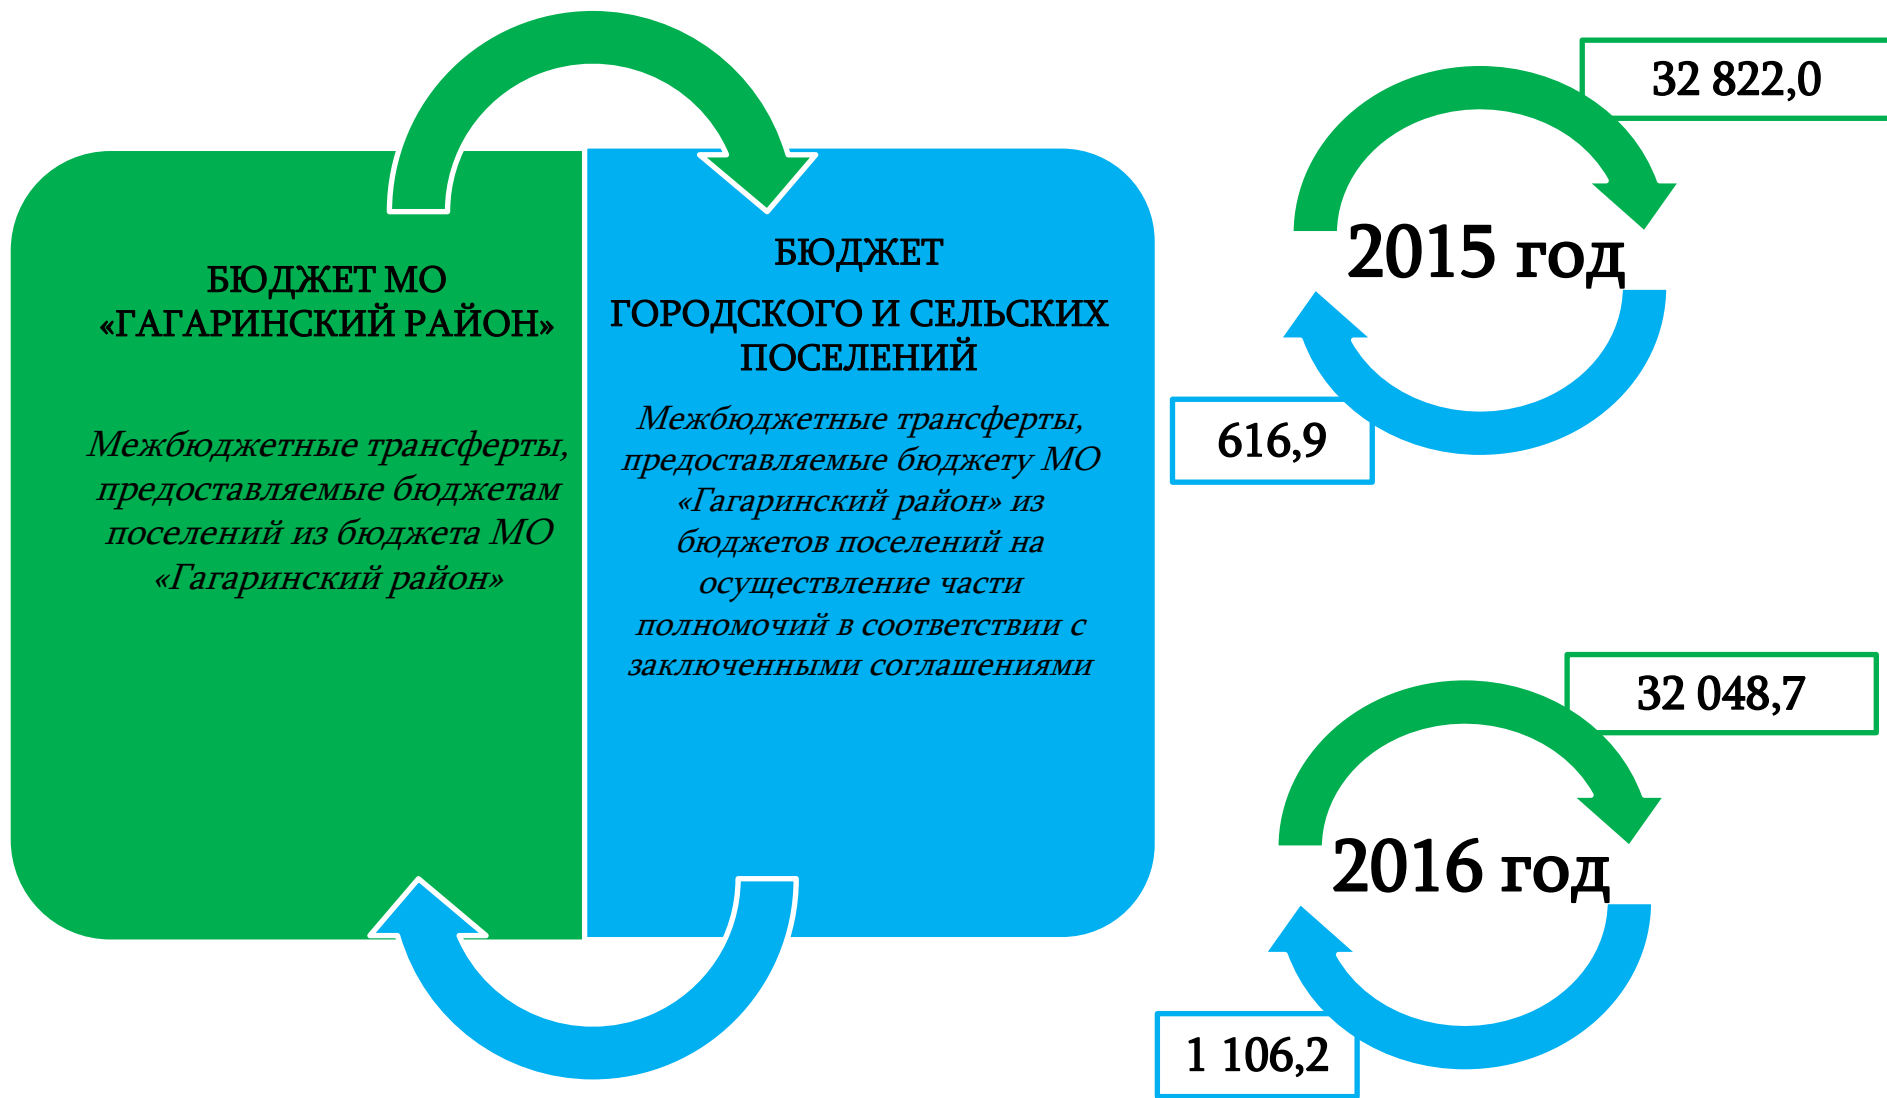 БЮДЖЕТ МО
«ГАГАРИНСКИЙ РАЙОН»
Межбюджетные трансферты,
предоставляемые бюджетам
поселений из бюджета МО
«Гагаринский район»
БЮДЖЕТ
ГОРОДСКОГО И СЕЛЬСКИХ
ПОСЕЛЕНИЙ
Межбюджетные трансферты,
предоставляемые бюджету МО
«Гагаринский район» из
бюджетов поселений на
осуществление части
полномочий в соответствии с
заключенными соглашениями
32 822,0
2015 год
616,9
32 048,7
2016 год
1 106,2